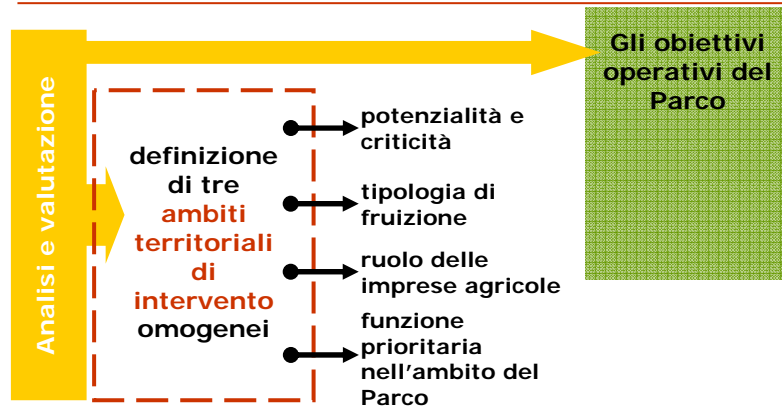 Analisi e valutazione
definizione
di tre
ambiti
territoriali
di
intervento
omogenei
potenzialità e
criticità
tipologia di
fruizione
ruolo delle
imprese agricole
funzione
prioritaria
nell'ambito del
Parco
Gli obiettivi
operativi del
Parco